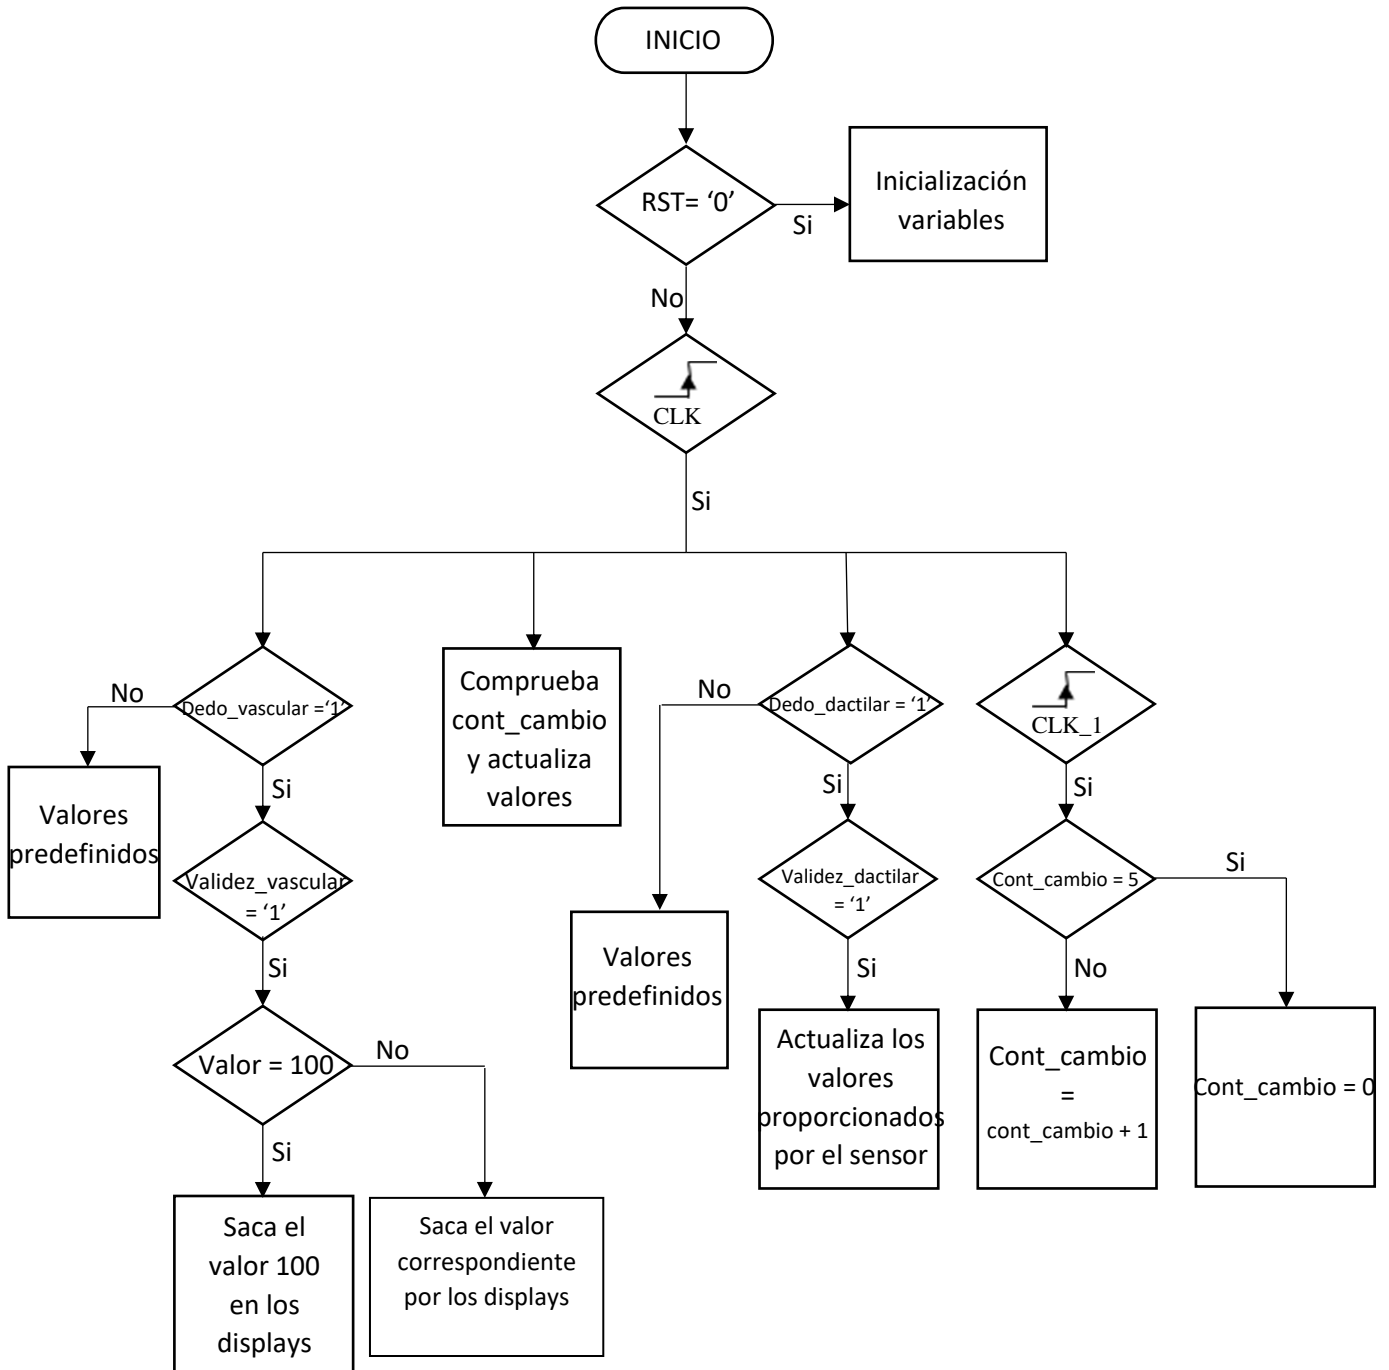 INICIO
RST= ‘0’
Si
Inicialización
variables
No
CLK
Si
Dedo_vascular =‘1’
No
Valores
predefinidos
Si
Validez_vascular
= ‘1’
Si
Valor = 100
No
Si
Saca el
valor 100
en los
displays
Saca el valor
correspondiente
por los displays
Comprueba
cont_cambio
y actualiza
valores
Dedo_dactilar = ‘1’
No
Valores
predefinidos
Si
Validez_dactilar
= ‘1’
Si
Actualiza los
valores
proporcionados
por el sensor
CLK_1
Si
Cont_cambio = 5
Si
No
Cont_cambio
=
cont_cambio + 1
Cont_cambio = 0